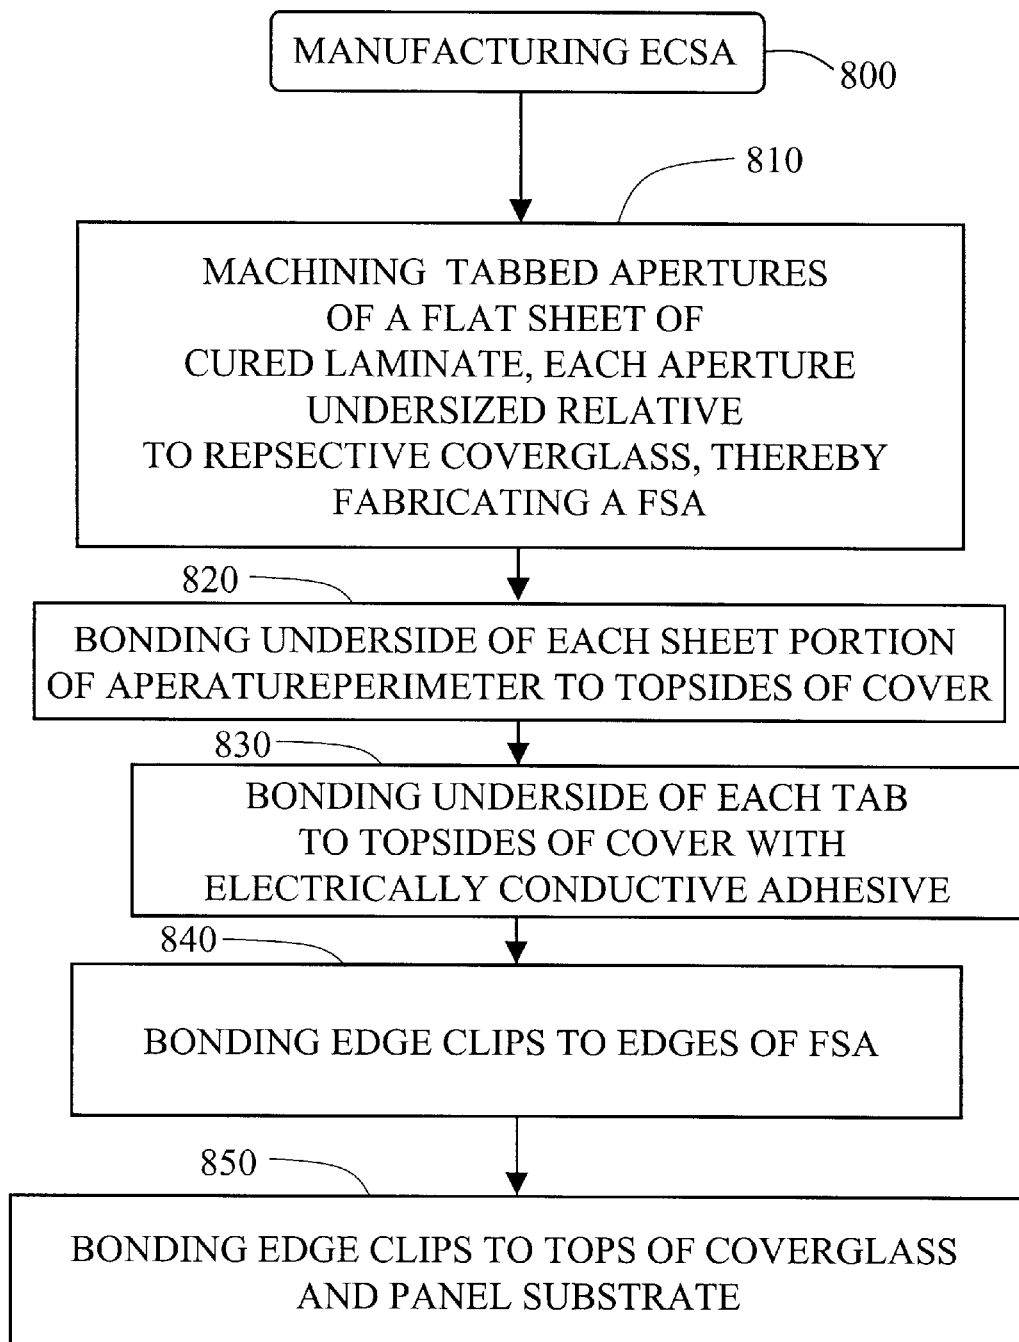 MANUFACTURING ECSA
800
810
MACHINING TABBED APERTURES
OF A FLAT SHEET OF
CURED LAMINATE, EACH APERTURE
UNDERSIZED RELATIVE
TO REPSECTIVE COVERGLASS, THEREBY
FABRICATING A FSA
820
BONDING UNDERSIDE OF EACH SHEET PORTION
OF APERATUREPERIMETER TO TOPSIDES OF COVER
830
BONDING UNDERSIDE OF EACH TAB
TO TOPSIDES OF COVER WITH
ELECTRICALLY CONDUCTIVE ADHESIVE
840
BONDING EDGE CLIPS TO EDGES OF FSA
850
BONDING EDGE CLIPS TO TOPS OF COVERGLASS
AND PANEL SUBSTRATE